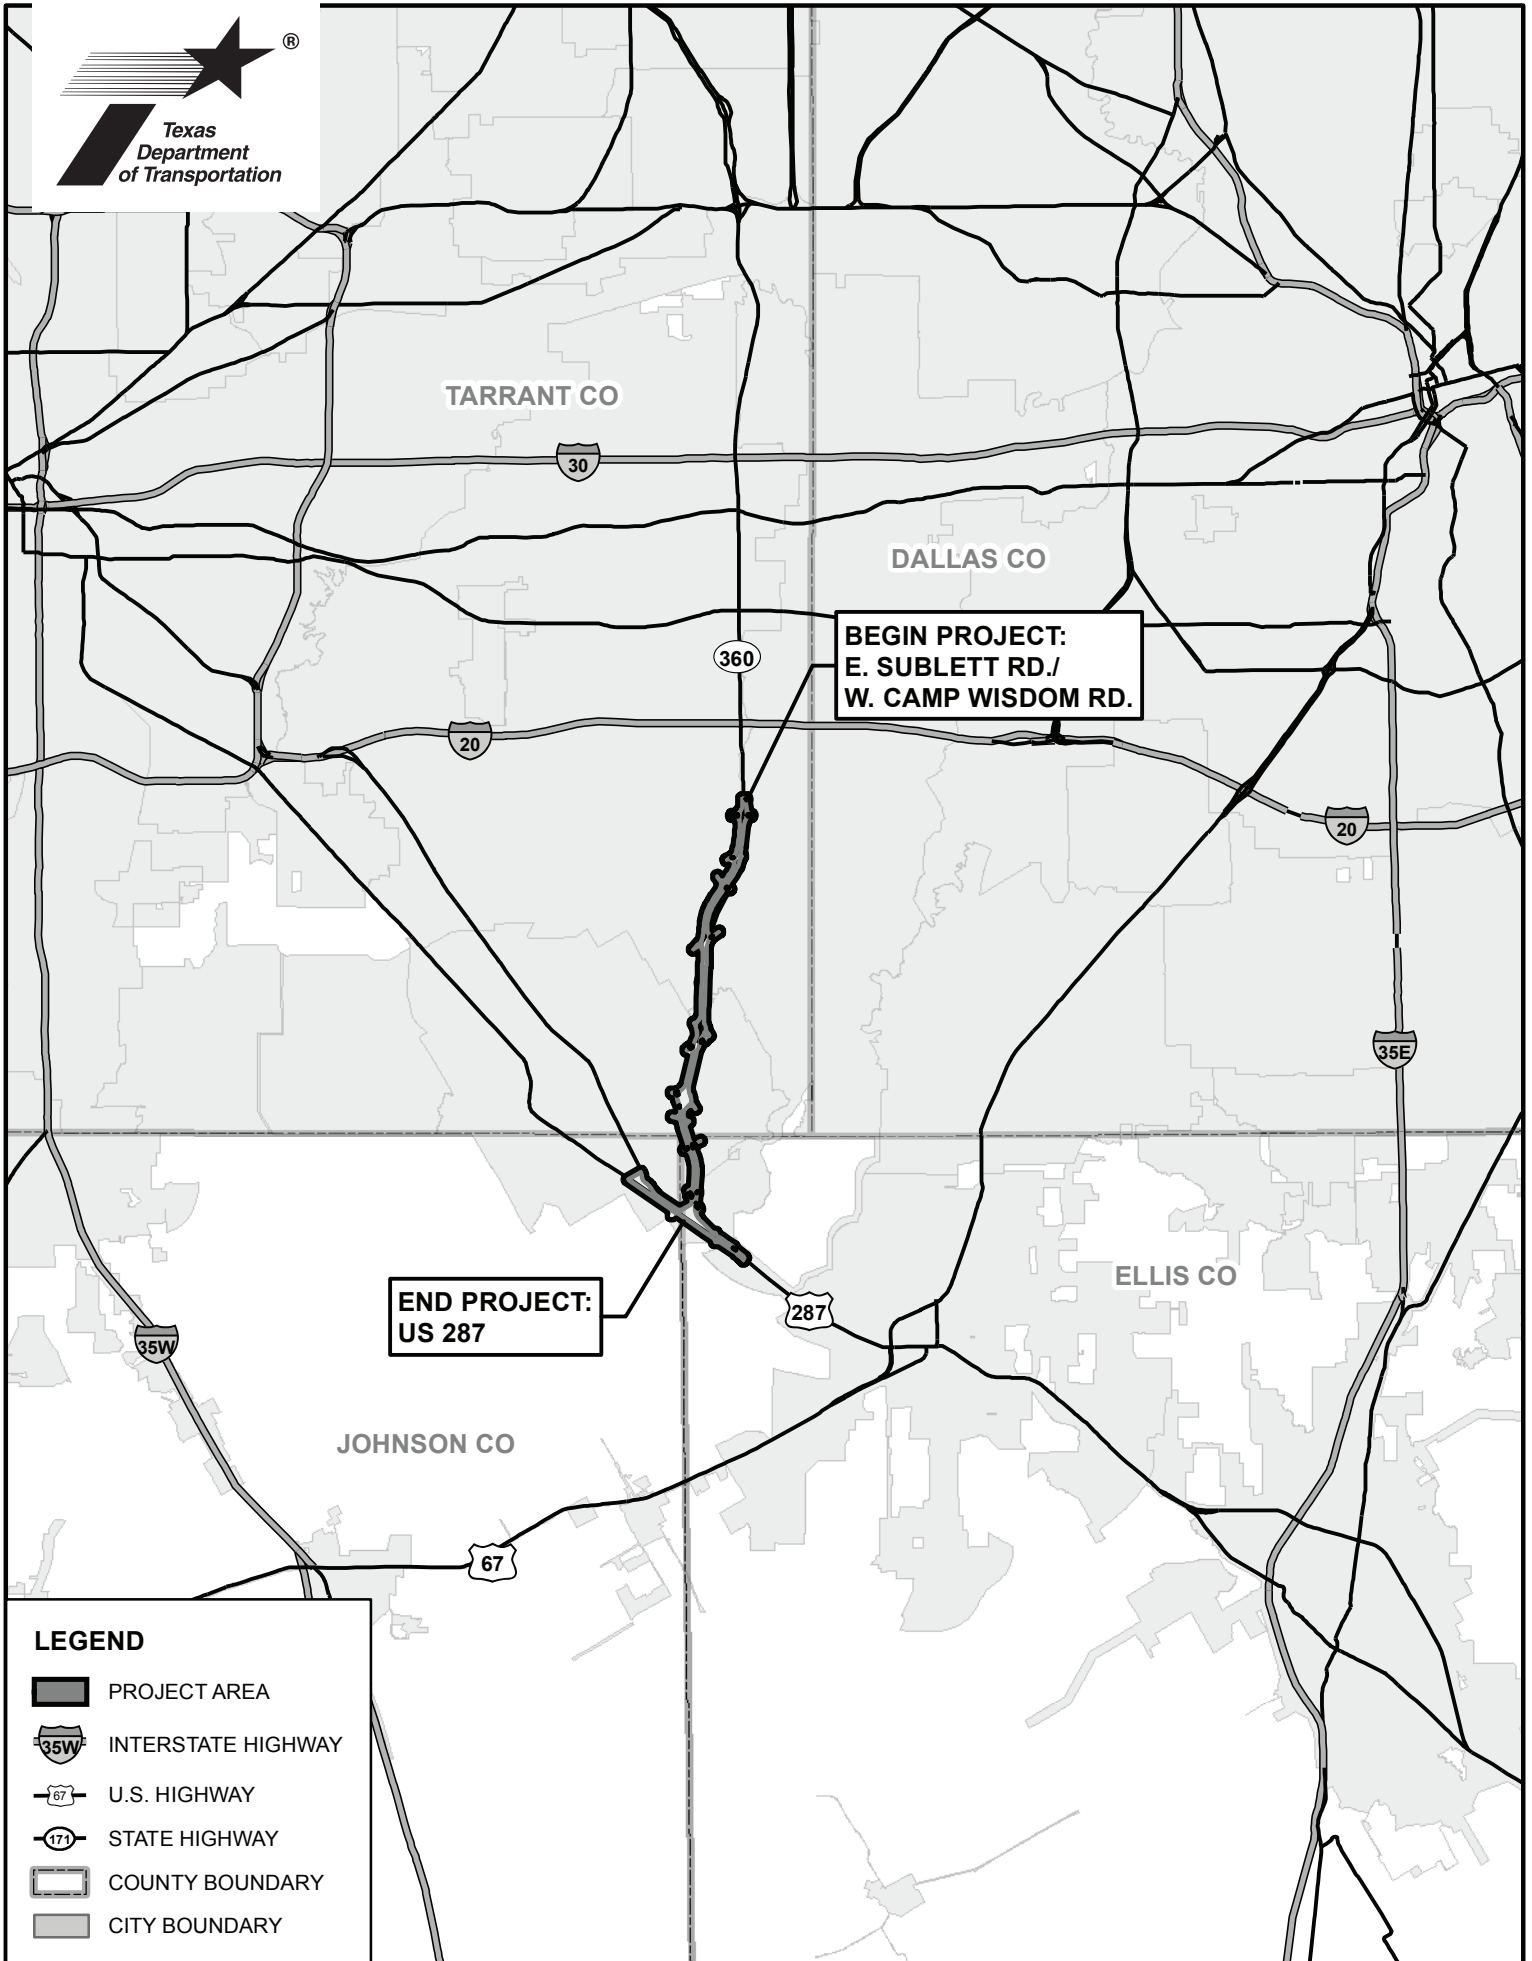 ®
Texas
Department
of Transportation
TARRANT CO
30
DALLAS CO
BEGIN PROJECT:
E. SUBLETT RD./
W. CAMP WISDOM RD.
360
20
20
35E
ELLIS CO
END PROJECT:
US 287
287
35W
JOHNSON CO
67
LEGEND
PROJECT AREA
35W INTERSTATE HIGHWAY
67 U.S. HIGHWAY
171 STATE HIGHWAY
COUNTY BOUNDARY
CITY BOUNDARY